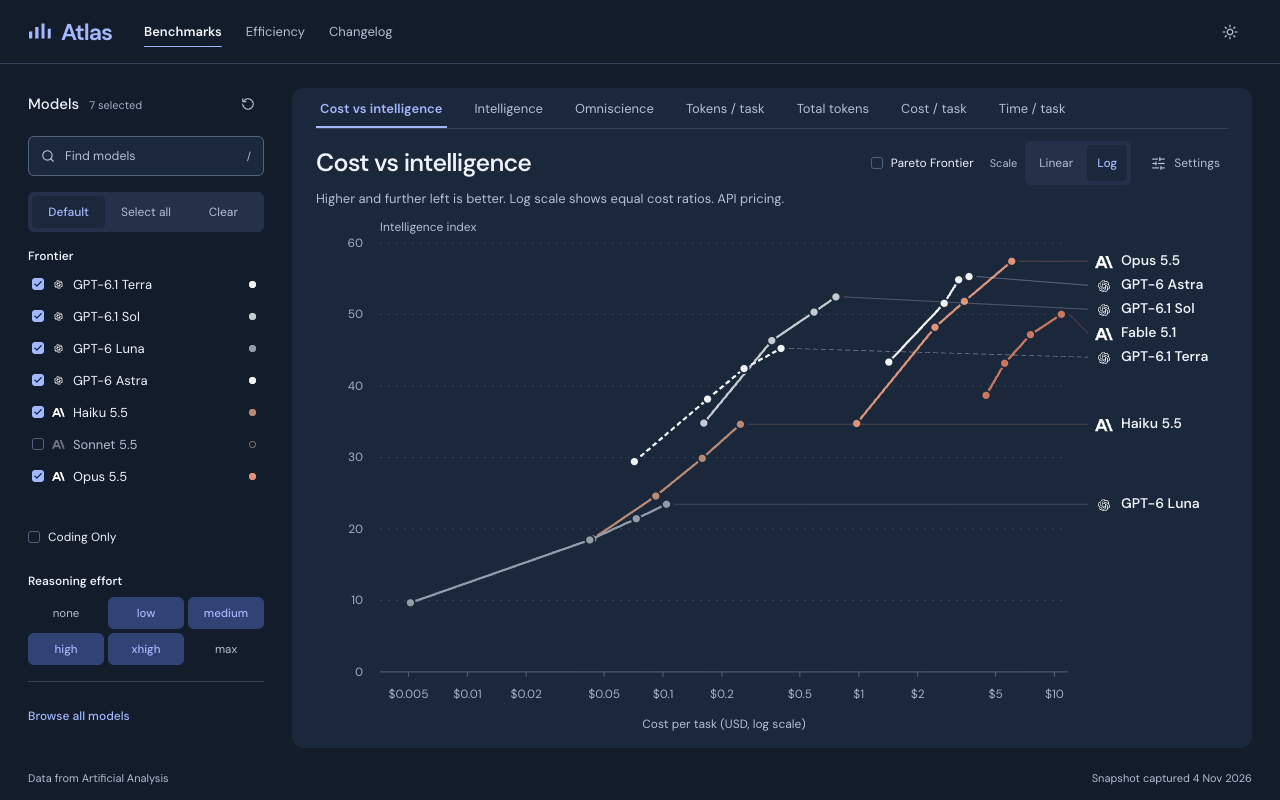 Atlas
Benchmarks
Efficiency
Changelog
Models 7 selected
Find models /
Default
Select all
Clear
Frontier
GPT-6.1 Terra
GPT-6.1 Sol
GPT-6 Luna
GPT-6 Astra
Haiku 5.5
Sonnet 5.5
Opus 5.5
Coding Only
Reasoning effort
none
low
medium
high
xhigh
max
Browse all models
Cost vs intelligence
Intelligence
Omniscience
Tokens / task
Total tokens
Cost / task
Time / task
Cost vs intelligence
Pareto Frontier
Scale
Linear
Log
Settings
Higher and further left is better. Log scale shows equal cost ratios. API pricing.
Intelligence index
60
50
40
30
20
10
0
Opus 5.5
GPT-6 Astra
GPT-6.1 Sol
Fable 5.1
GPT-6.1 Terra
Haiku 5.5
GPT-6 Luna
$0.005
$0.01
$0.02
$0.05
$0.1
$0.2
$0.5
$1
$2
$5
$10
Cost per task (USD, log scale)
Data from Artificial Analysis
Snapshot captured 4 Nov 2026